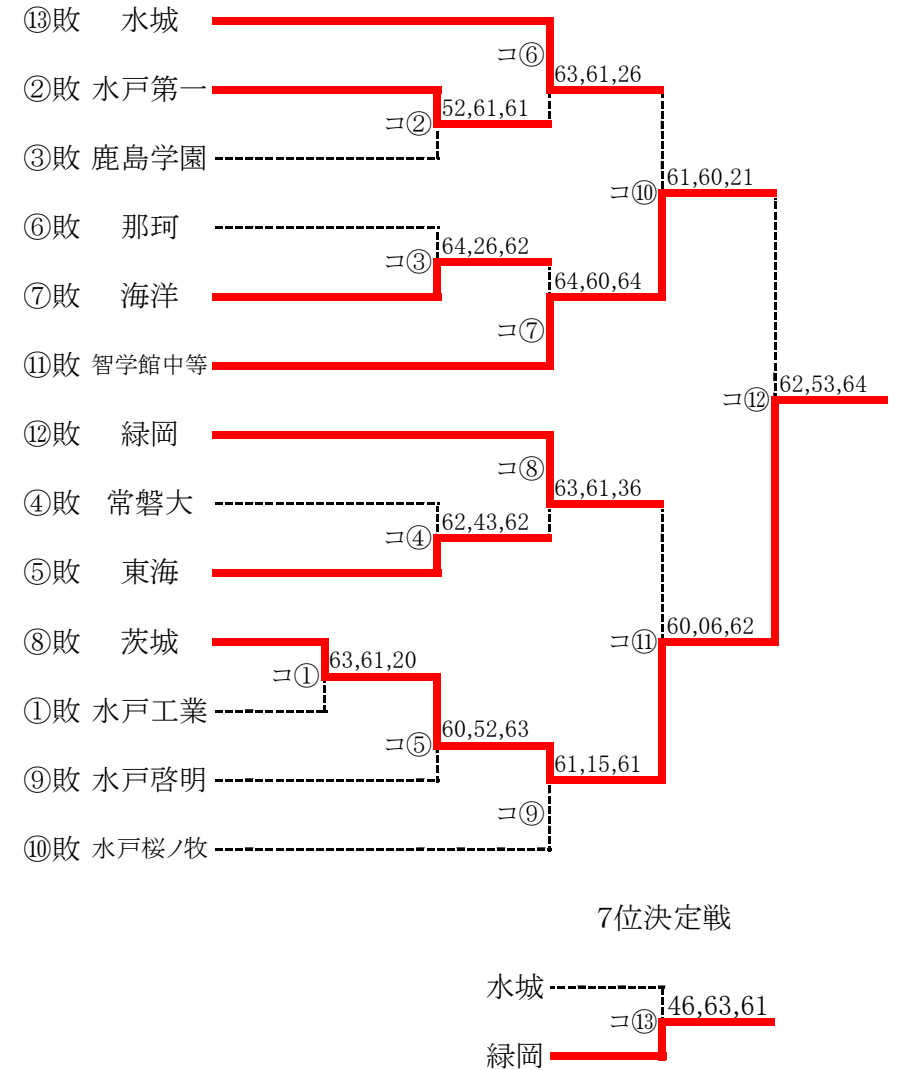 ⑬敗 水城
コ⑥
63,61,26
②敗 水戸第一
52,61,61
コ②
③敗 鹿島学園
61,60,21
コ⑩
⑥敗 那珂
64,26,62
コ③
64,60,64
⑦敗 海洋
コ⑦
⑪敗 智学館中等
62,53,64
コ⑫
⑫敗 緑岡
コ⑧
63,61,36
④敗 常磐大
62,43,62
コ④
⑤敗 東海
60,06,62
コ⑪
⑧敗 茨城
63,61,20
コ①
①敗 水戸工業
60,52,63
コ⑤
61,15,61
⑨敗 水戸啓明
コ⑨
⑩敗 水戸桜ノ牧
7位決定戦
水城
46,63,61
コ⑬
緑岡